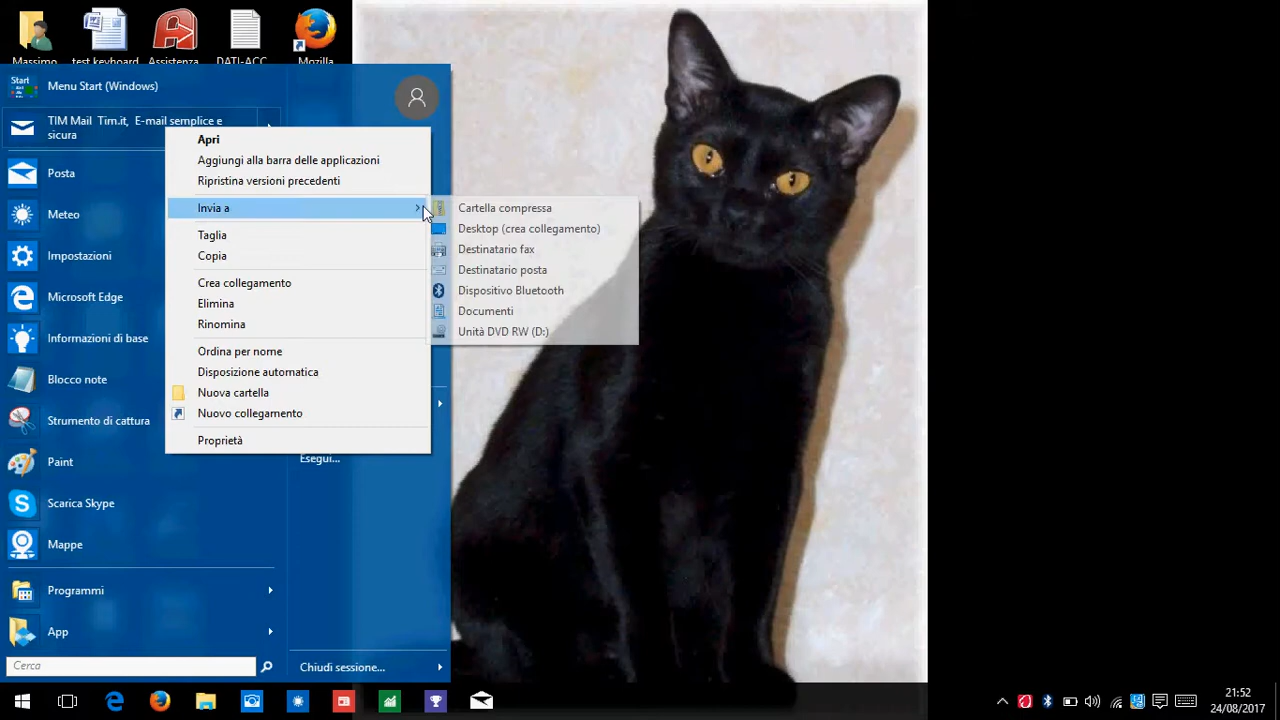 Massimo
test keyboard
Assistenza
DATI-ACC
Mozilla
Start
Menu Start (Windows)
TIM Mail Tim.it, E-mail semplice e
sicura
Posta
Meteo
Impostazioni
Microsoft Edge
Informazioni di base
Blocco note
Strumento di cattura
Paint
Scarica Skype
Mappe
Programmi
App
Cerca
Apri
Aggiungi alla barra delle applicazioni
Ripristina versioni precedenti
Invia a
Taglia
Copia
Crea collegamento
Elimina
Rinomina
Ordina per nome
Disposizione automatica
Nuova cartella
Nuovo collegamento
Proprietà
Cartella compressa
Desktop (crea collegamento)
Destinatario fax
Destinatario posta
Dispositivo Bluetooth
Documenti
Unità DVD RW (D:)
Esegui...
Chiudi sessione...
21:52
24/08/2017